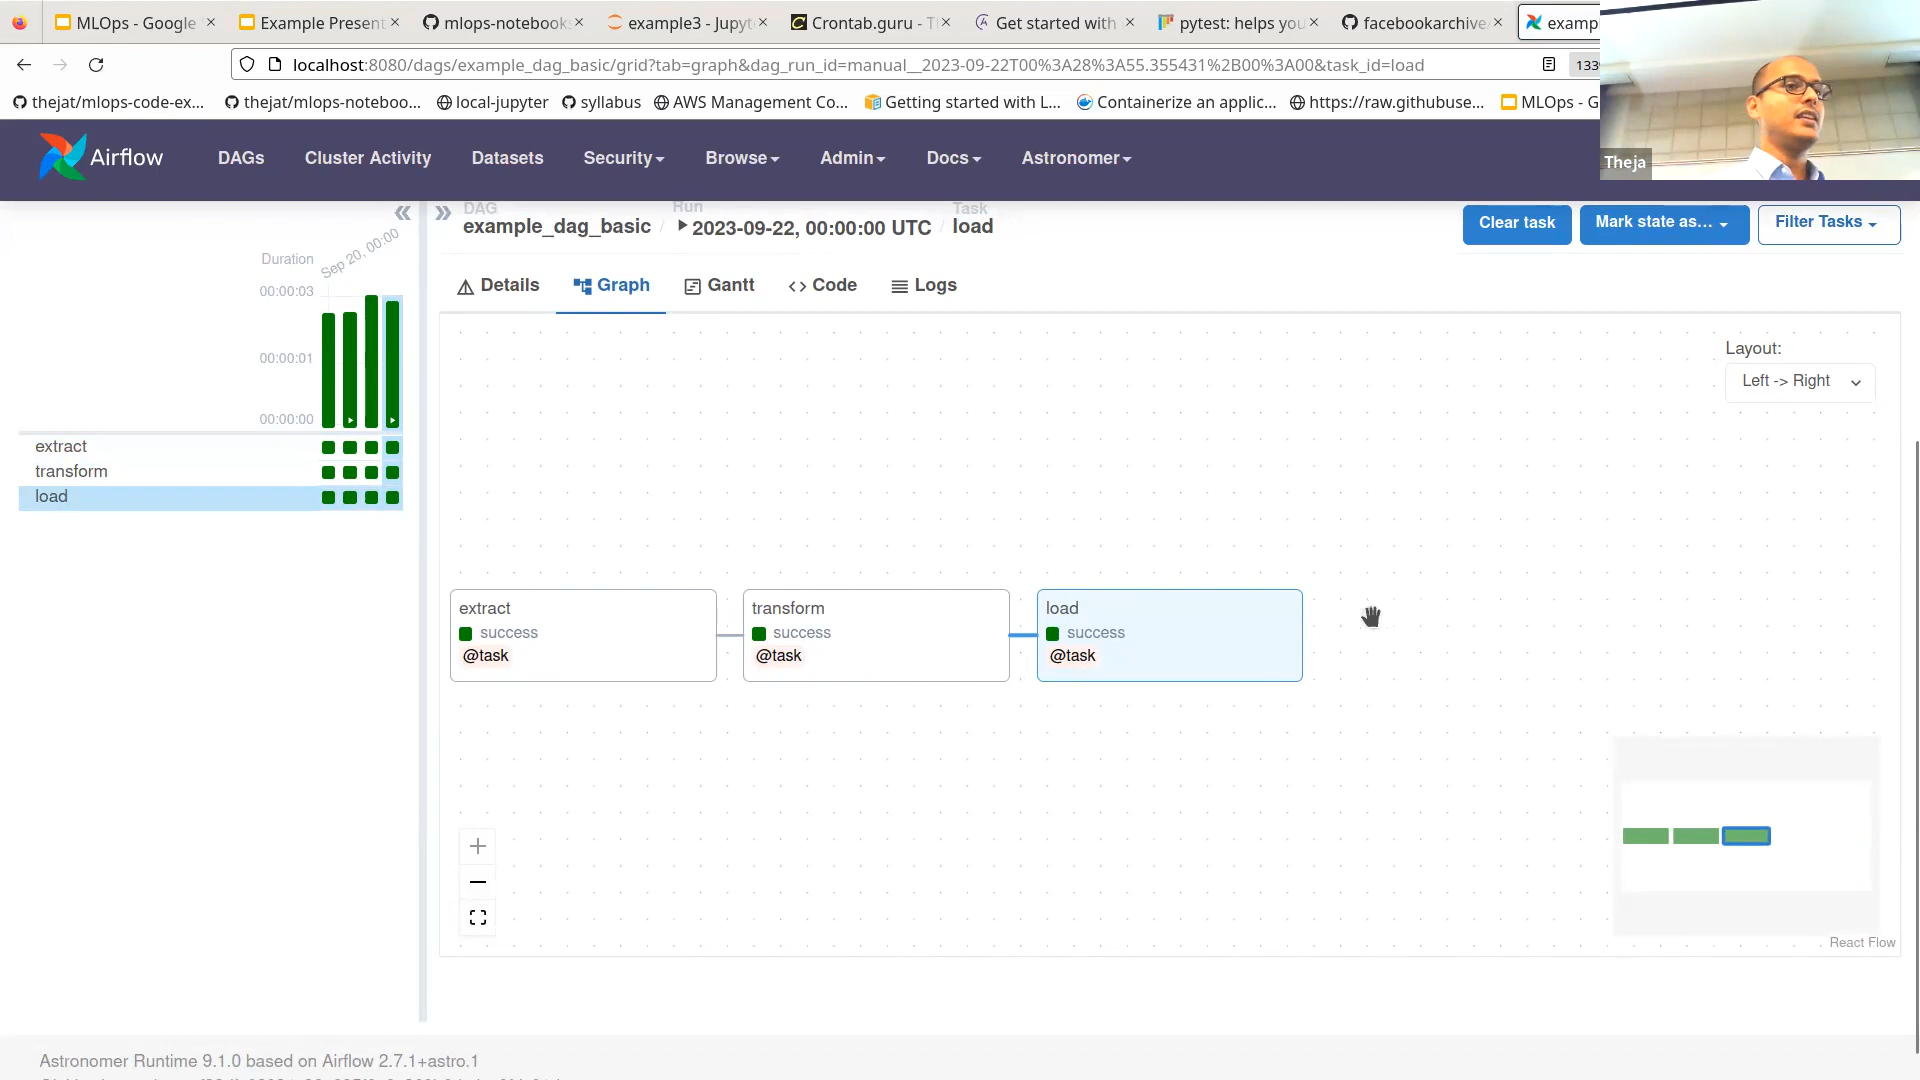 MLOps - Google
Example Present
mlops-notebook
example3 - Jupyt
Crontab.guru - T
Get started with
pytest: helps you
facebookarchive
examp
localhost:8080/dags/example_dag_basic/grid?tab=graph&dag_run_id=manual__2023-09-22T00%3A28%3A55.355431%2B00%3A00&task_id=load
133
thejat/mlops-code-ex...
thejat/mlops-noteboo...
local-jupyter
syllabus
AWS Management Co...
Getting started with L...
Containerize an applic...
https://raw.githubuse...
MLOps - G
Theja
Airflow
DAGs
Cluster Activity
Datasets
Security
Browse
Admin
Docs
Astronomer
DAG
example_dag_basic
/
Run
2023-09-22, 00:00:00 UTC
/
Task
load
Clear task
Mark state as...
Filter Tasks
Sep 20, 00:00
Duration
00:00:03
00:00:01
00:00:00
extract
transform
load
Details
Graph
Gantt
Code
Logs
Layout:
Left -> Right
extract
success
@task
transform
success
@task
load
success
@task
React Flow
Astronomer Runtime 9.1.0 based on Airflow 2.7.1+astro.1